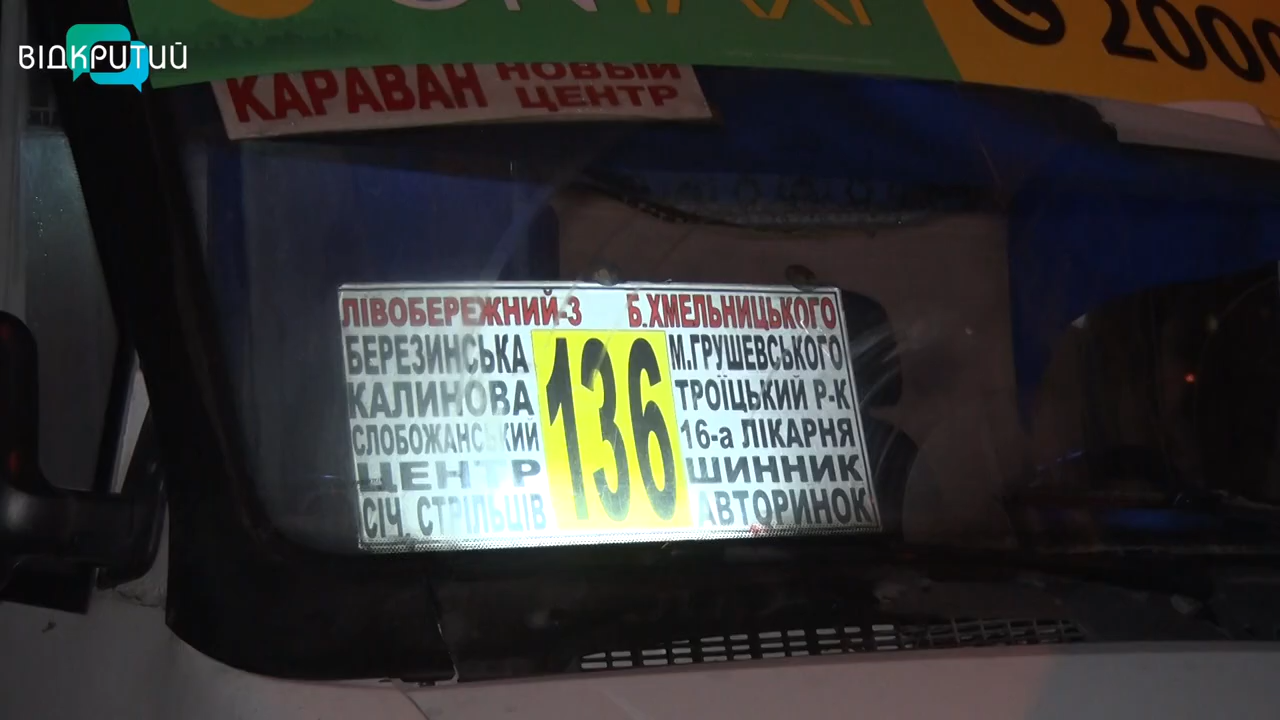 ВІДКРИТИЙ
2000
КАРАВАН НОВЫЙ
ЦЕНТР
ЛІВОБЕРЕЖНИЙ-3 Б.ХМЕЛЬНИЦЬКОГО
БЕРЕЗИНСЬКА
КАЛИНОВА
СЛОБОЖАНСЬКИЙ
ЦЕНТР
СІЧ. СТРІЛЬЦІВ
136
М.ГРУШЕВСЬКОГО
ТРОЇЦЬКИЙ Р-К
16-а ЛІКАРНЯ
ШИННИК
АВТОРИНОК